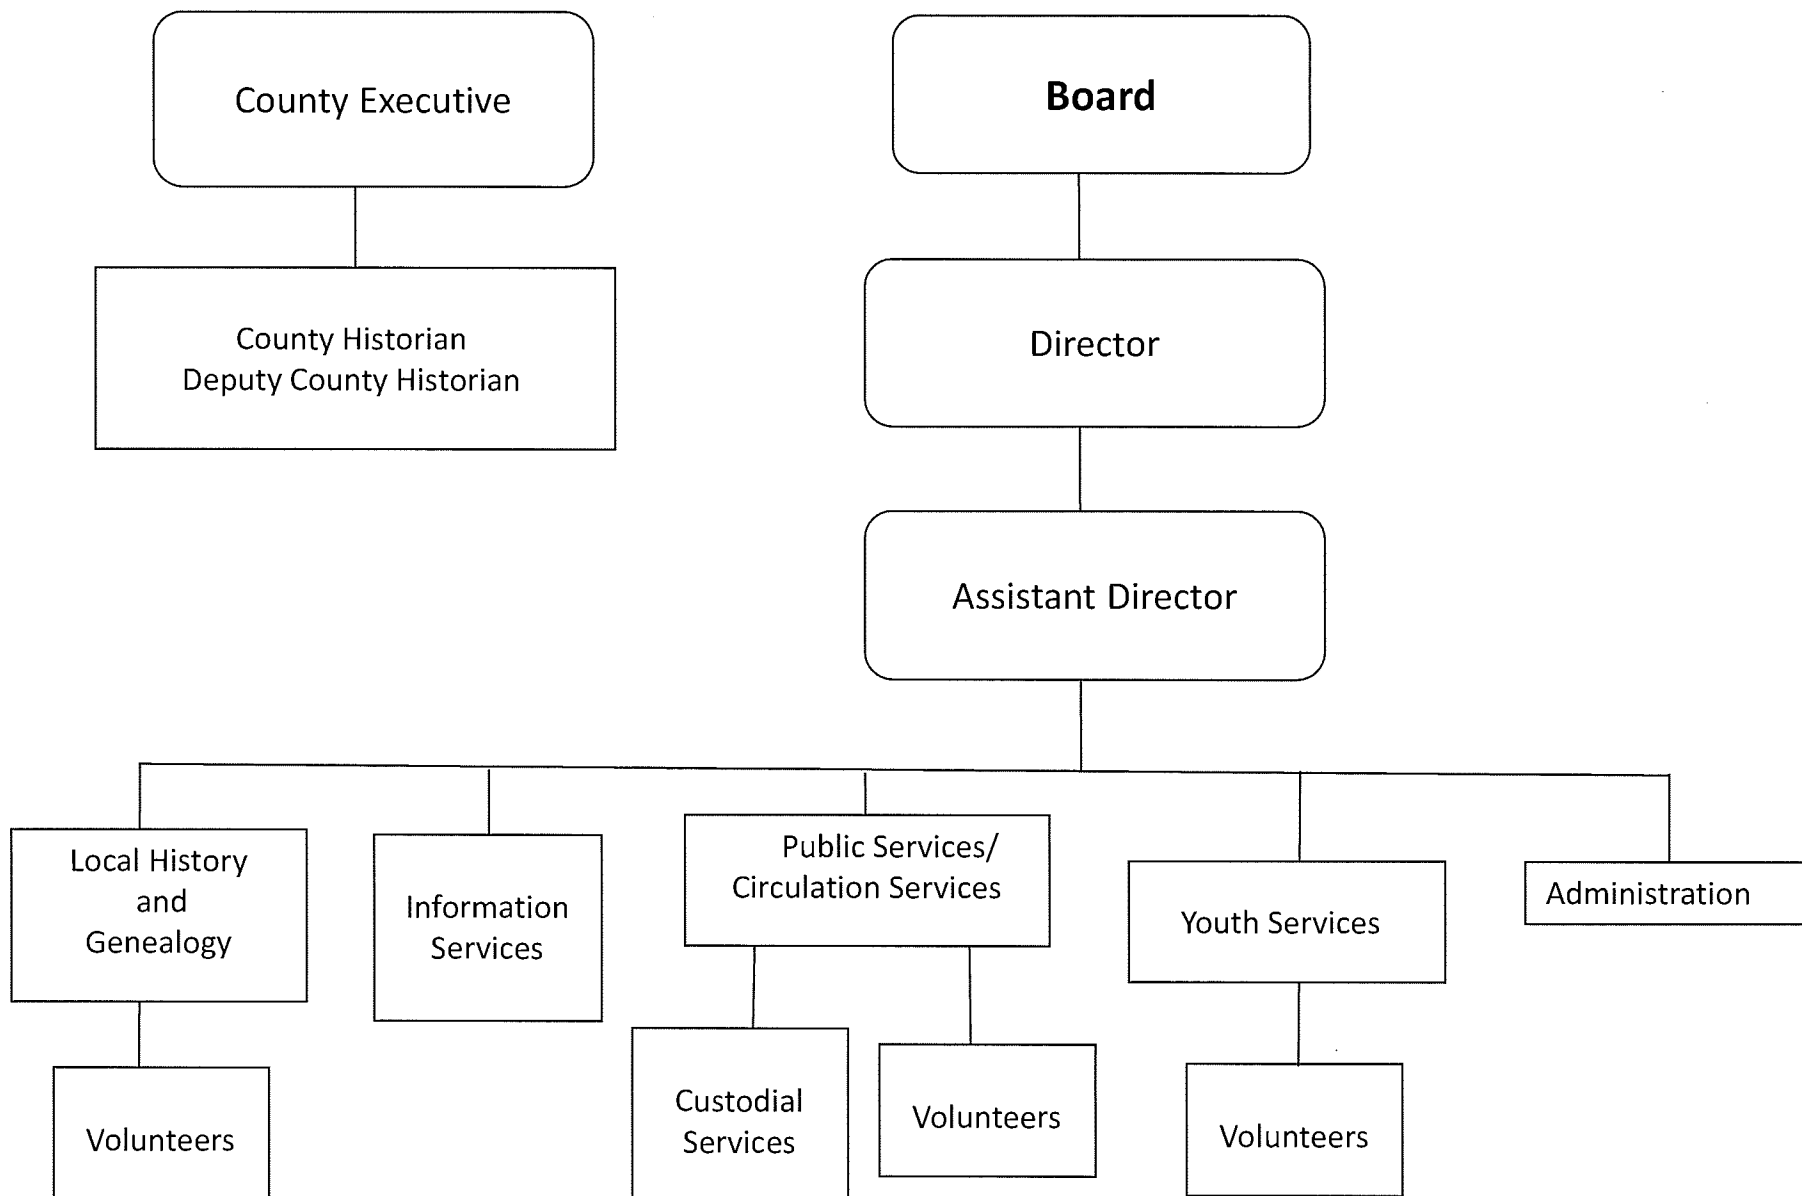 County Executive
Board
County Historian
Deputy County Historian
Director
Assistant Director
Local History
and
Genealogy
Information
Services
Public Services/
Circulation Services
Youth Services
Administration
Volunteers
Custodial
Services
Volunteers
Volunteers